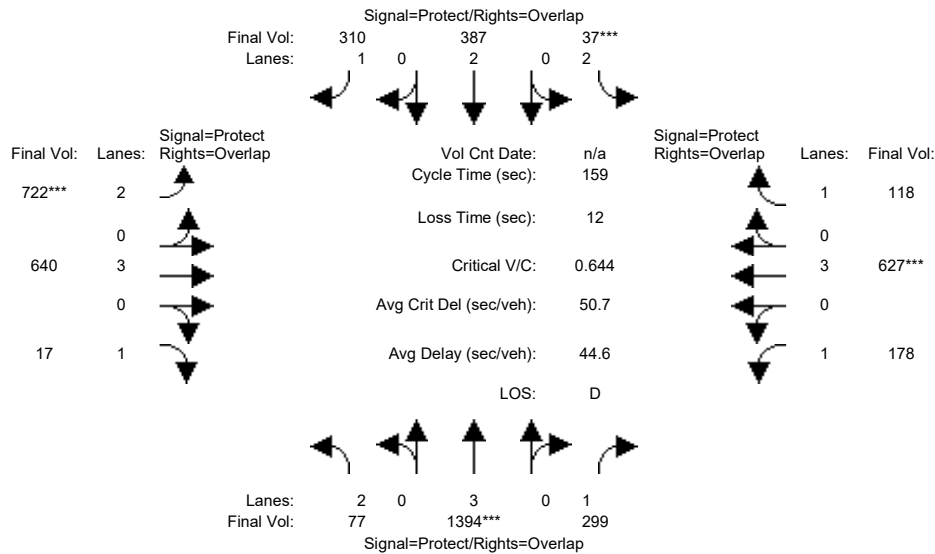 Signal=Protect/Rights=Overlap
Final Vol: 310 387 37***
Lanes: 1 0 2 0 2
Signal=Protect
Final Vol: Lanes: Rights=Overlap
Vol Cnt Date: n/a
Signal=Protect
Rights=Overlap Lanes: Final Vol:
Cycle Time (sec): 159
722*** 2
1 118
Loss Time (sec): 12
0
0
640 3
Critical V/C: 0.644
3 627***
0
Avg Crit Del (sec/veh): 50.7
0
17 1
Avg Delay (sec/veh): 44.6
1 178
LOS: D
Lanes: 2 0 3 0 1
Final Vol: 77 1394*** 299
Signal=Protect/Rights=Overlap